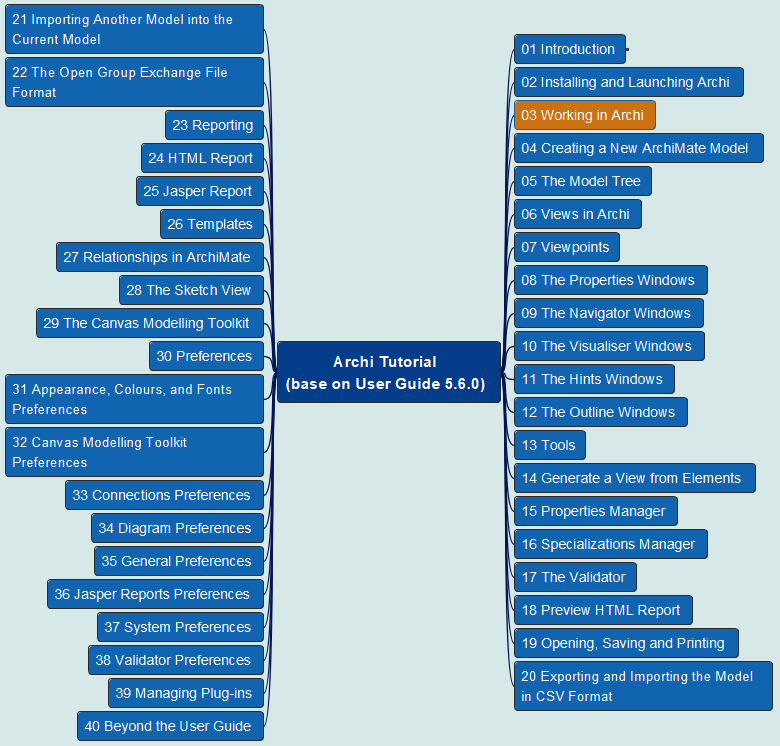 Archi Tutorial
(base on User Guide 5.6.0)
01 Introduction
02 Installing and Launching Archi
03 Working in Archi
04 Creating a New ArchiMate Model
05 The Model Tree
06 Views in Archi
07 Viewpoints
08 The Properties Windows
09 The Navigator Windows
10 The Visualiser Windows
11 The Hints Windows
12 The Outline Windows
13 Tools
14 Generate a View from Elements
15 Properties Manager
16 Specializations Manager
17 The Validator
18 Preview HTML Report
19 Opening, Saving and Printing
20 Exporting and Importing the Model
in CSV Format
21 Importing Another Model into the
Current Model
22 The Open Group Exchange File
Format
23 Reporting
24 HTML Report
25 Jasper Report
26 Templates
27 Relationships in ArchiMate
28 The Sketch View
29 The Canvas Modelling Toolkit
30 Preferences
31 Appearance, Colours, and Fonts
Preferences
32 Canvas Modelling Toolkit
Preferences
33 Connections Preferences
34 Diagram Preferences
35 General Preferences
36 Jasper Reports Preferences
37 System Preferences
38 Validator Preferences
39 Managing Plug-ins
40 Beyond the User Guide